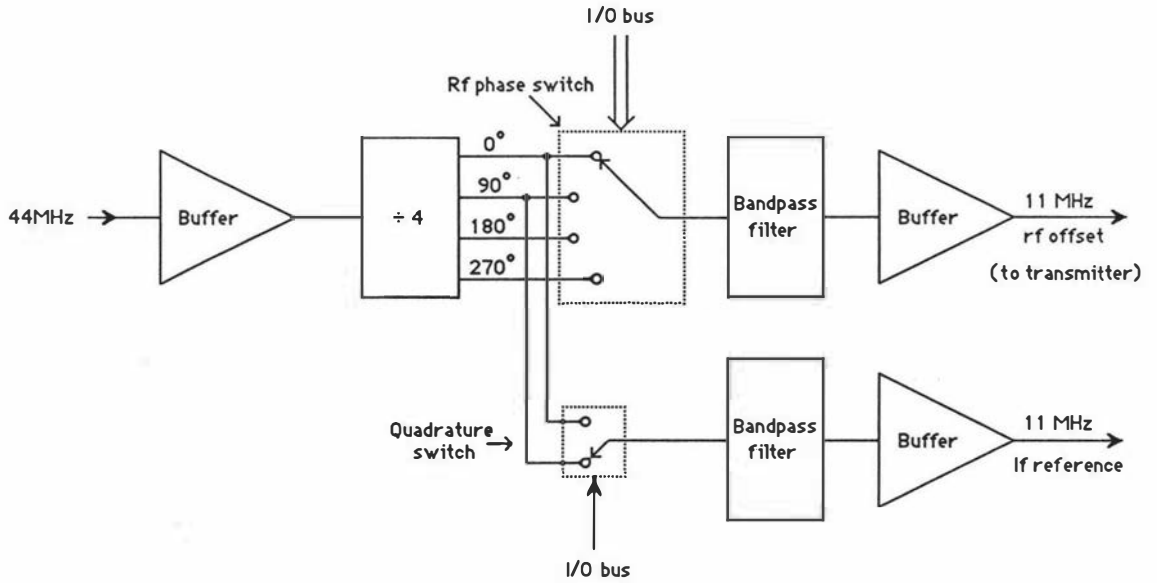 I/O bus
Rf phase switch
0°
90°
180°
270°
44MHz
Buffer
÷ 4
Bandpass
filter
Buffer
11 MHz
rf offset
(to transmitter)
Quadrature
switch
Bandpass
filter
Buffer
11 MHz
If reference
I/O bus